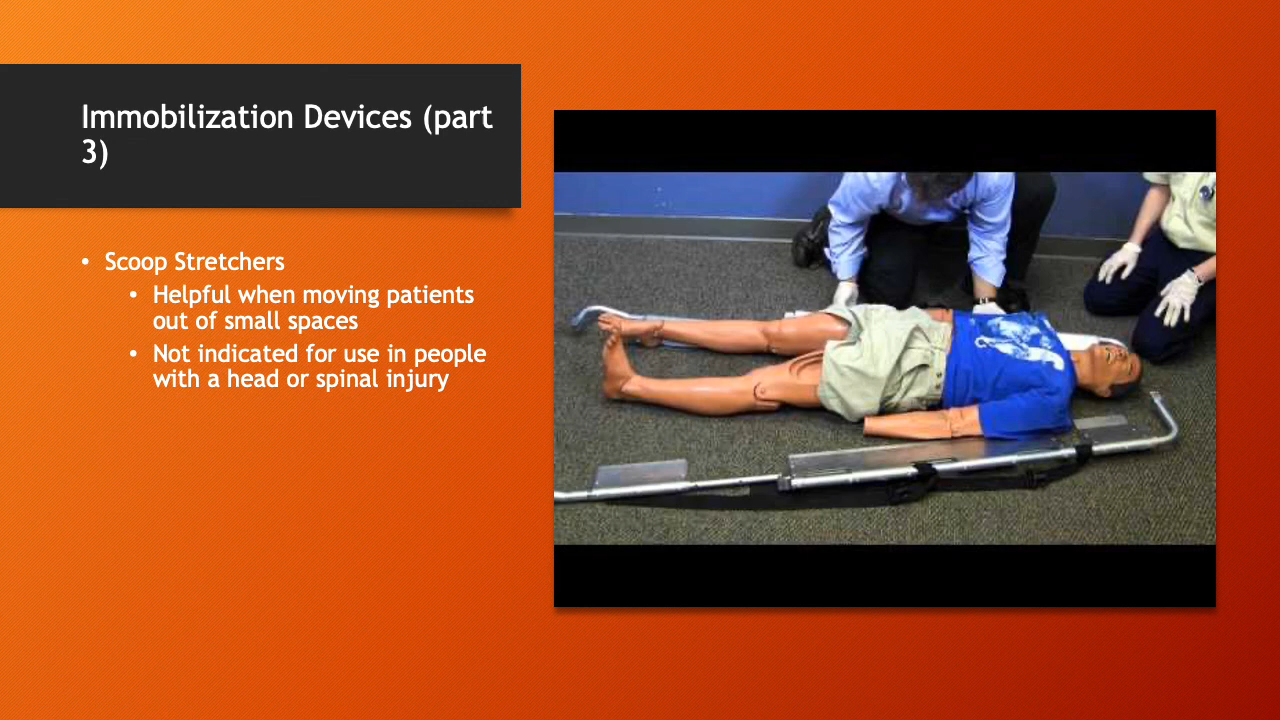 Immobilization Devices (part
3)
• Scoop Stretchers
• Helpful when moving patients
out of small spaces
• Not indicated for use in people
with a head or spinal injury